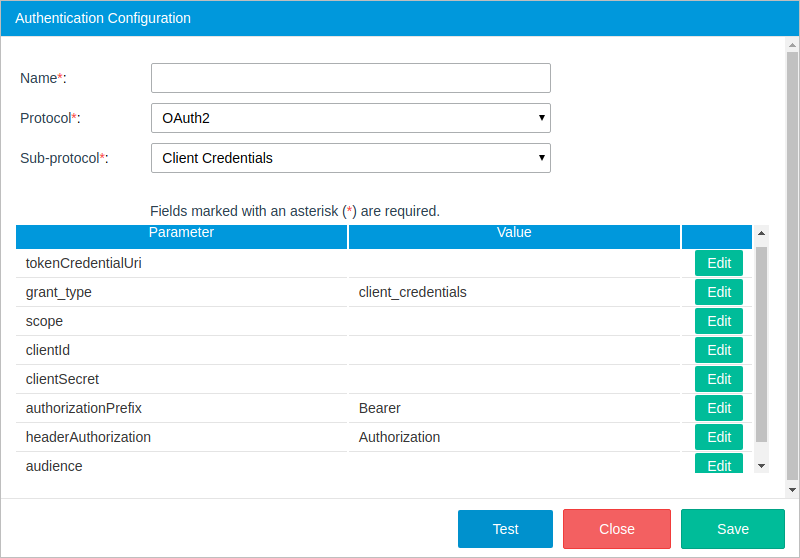 Authentication Configuration
Name*:
Protocol*: OAuth2
Sub-protocol*: Client Credentials
Fields marked with an asterisk (*) are required.
Parameter Value
tokenCredentialUri Edit
grant_type client_credentials Edit
scope Edit
clientId Edit
clientSecret Edit
authorizationPrefix Bearer Edit
headerAuthorization Authorization Edit
audience Edit
Test Close Save